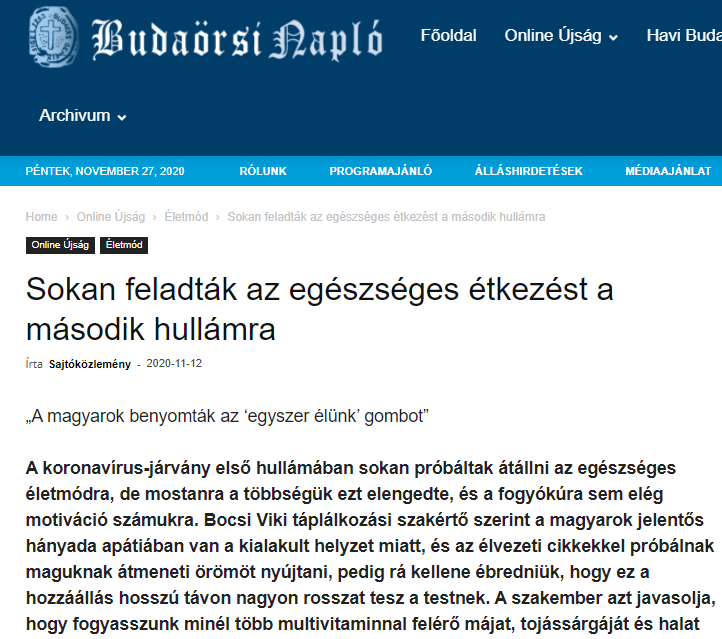 Budaörsi Napló
Főoldal Online Újság Havi Buda
Archivum
PÉNTEK, NOVEMBER 27, 2020 RÓLUNK PROGRAMAJÁNLÓ ÁLLÁSHIRDETÉSEK MÉDIAAJÁNLAT
Home › Online Újság › Életmód › Sokan feladták az egészséges étkezést a második hullámra
Online Újság Életmód
Sokan feladták az egészséges étkezést a
második hullámra
Írta Sajtóközlemény - 2020-11-12
„A magyarok benyomták az ‘egyszer élünk’ gombot”
A koronavírus-járvány első hullámában sokan próbáltak átállni az egészséges
életmódra, de mostanra a többségük ezt elengedte, és a fogyókúra sem elég
motiváció számukra. Bocsi Viki táplálkozási szakértő szerint a magyarok jelentős
hányada apátiában van a kialakult helyzet miatt, és az élvezeti cikkekkel próbálnak
maguknak átmeneti örömöt nyújtani, pedig rá kellene ébredniük, hogy ez a
hozzáállás hosszú távon nagyon rosszat tesz a testnek. A szakember azt javasolja,
hogy fogyasszunk minél több multivitaminnal felérő májat, tojássárgáját és halat